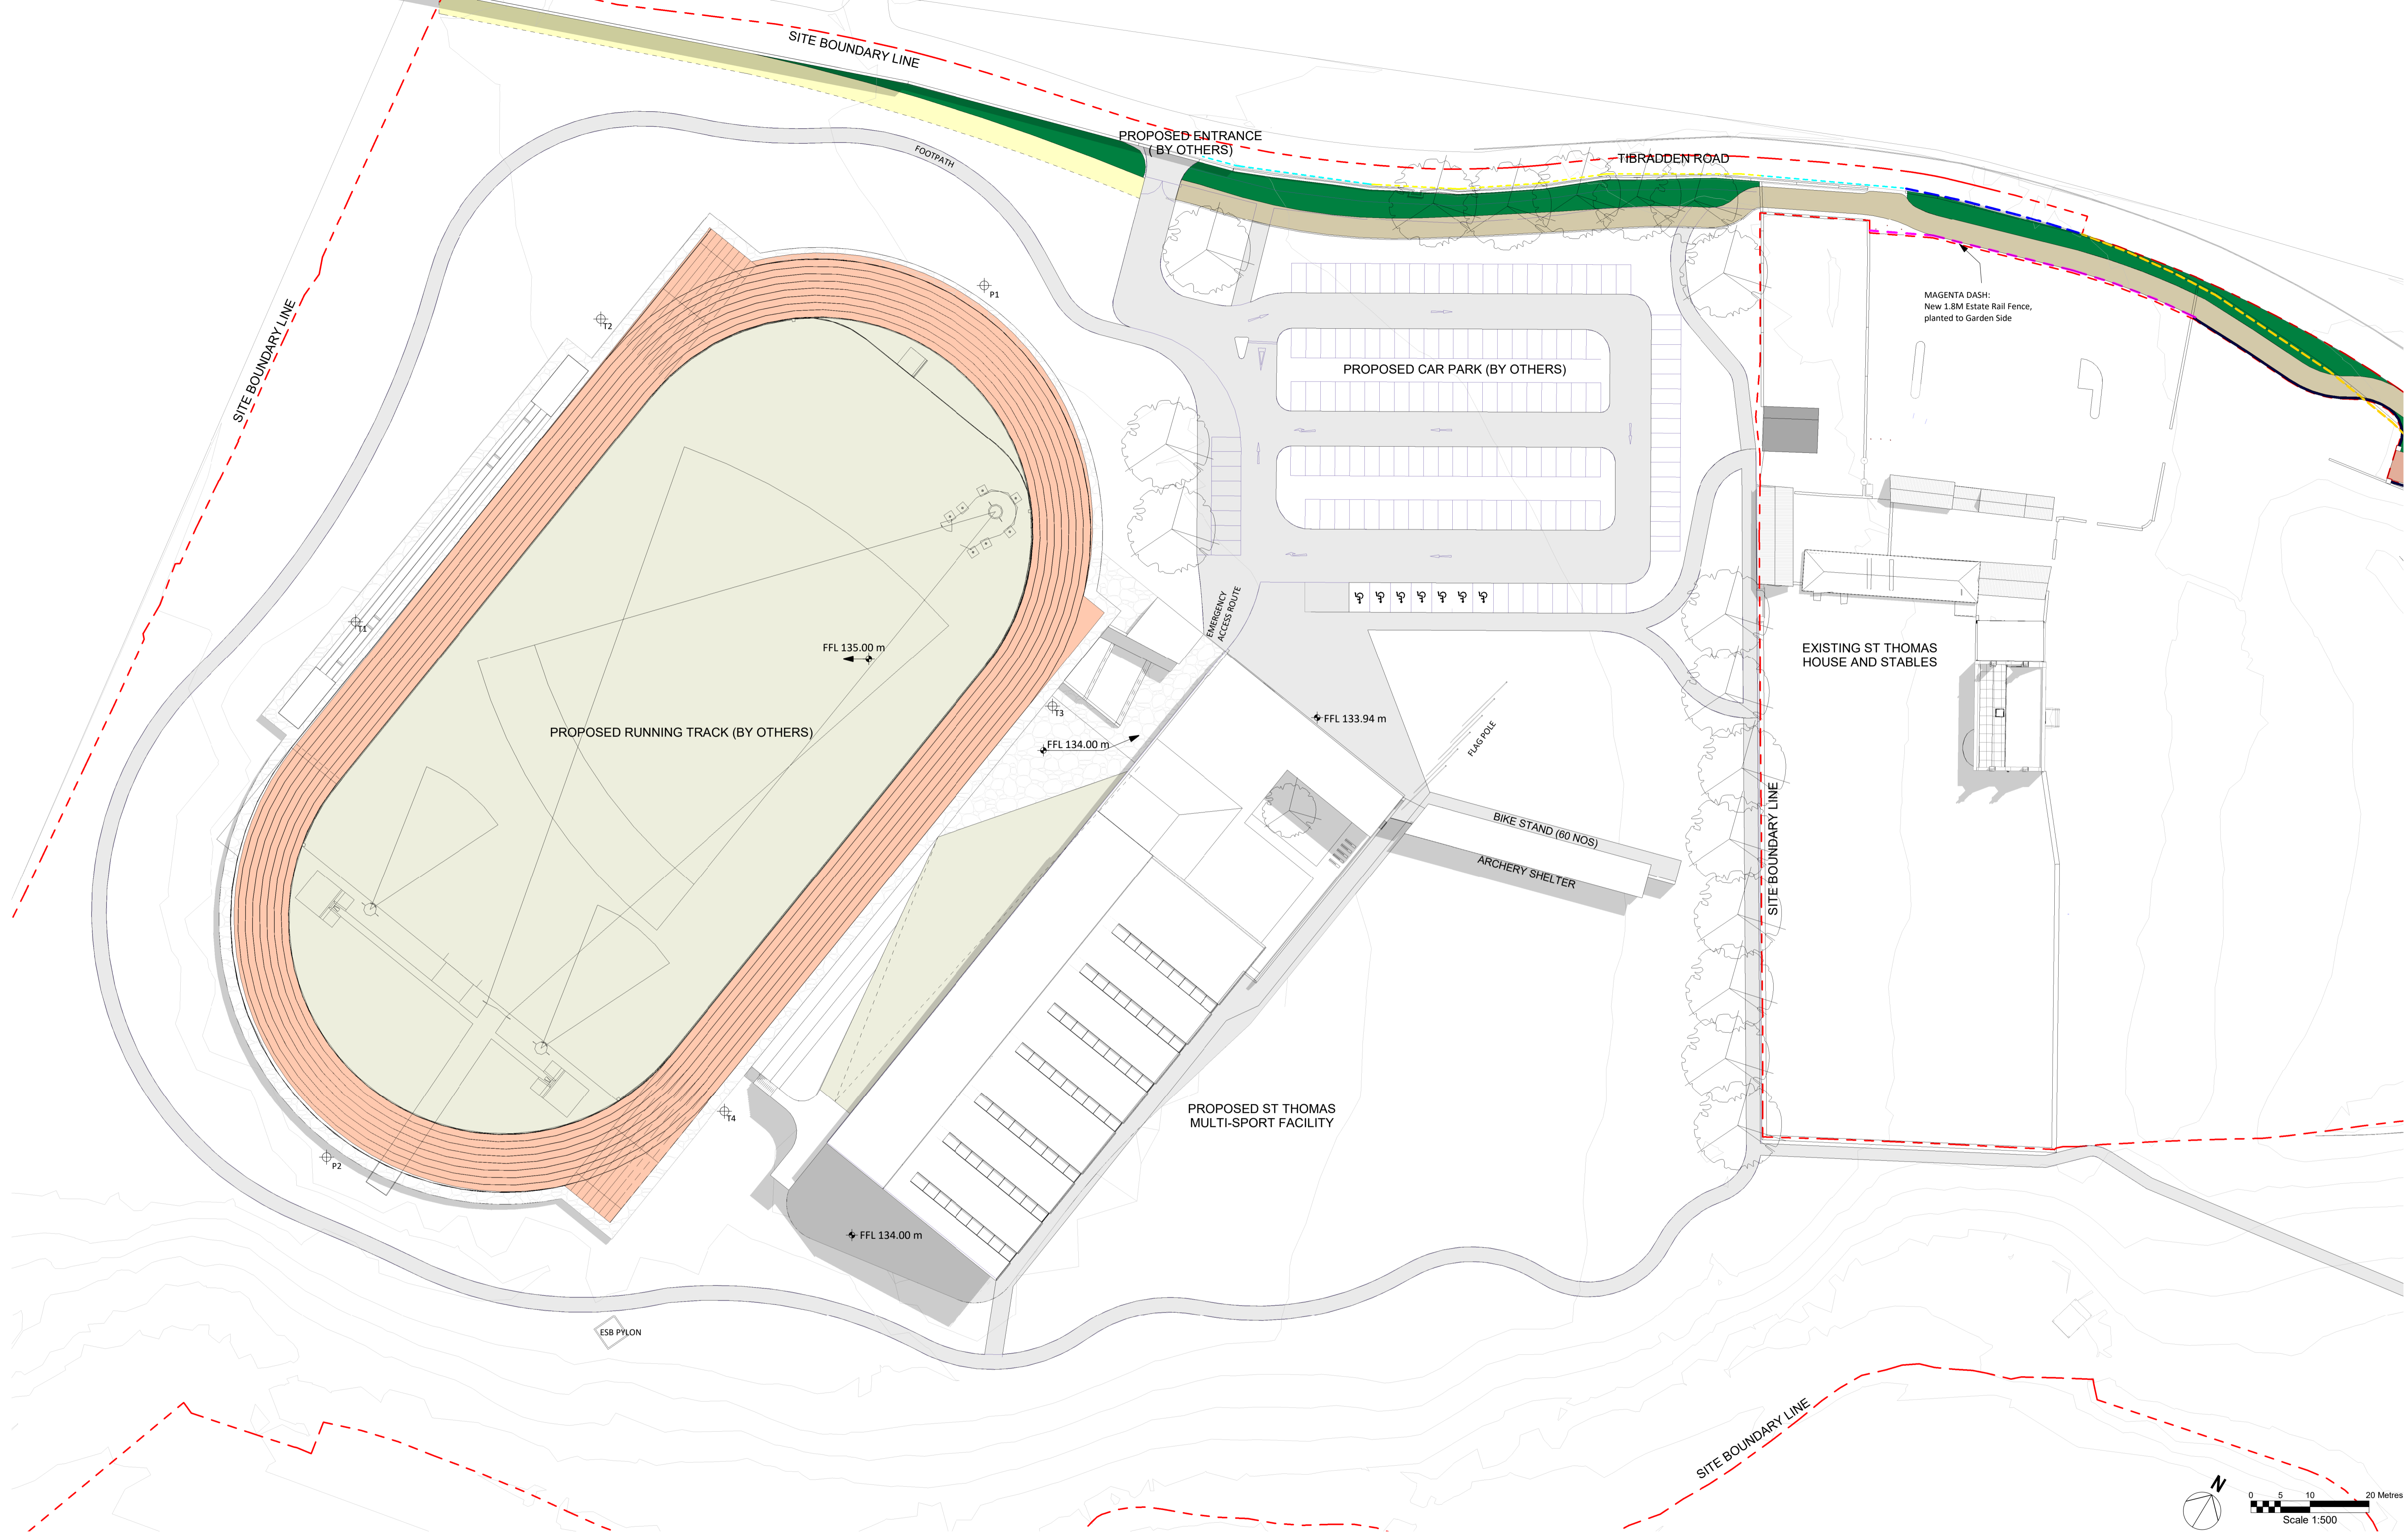 SITE BOUNDARY LINE
PROPOSED ENTRANCE
( BY OTHERS)
FOOTPATH
TIBRADDEN ROAD
P1
T2
MAGENTA DASH:
New 1.8M Estate Rail Fence,
planted to Garden Side
SITE BOUNDARY LINE
PROPOSED CAR PARK (BY OTHERS)
EMERGENCY
ACCESS ROUTE
T1
FFL 135.00 m
EXISTING ST THOMAS
HOUSE AND STABLES
T3
FFL 133.94 m
PROPOSED RUNNING TRACK (BY OTHERS)
FFL 134.00 m
FLAG POLE
BIKE STAND (60 NOS)
ARCHERY SHELTER
SITE BOUNDARY LINE
T4
PROPOSED ST THOMAS
MULTI-SPORT FACILITY
P2
FFL 134.00 m
ESB PYLON
SITE BOUNDARY LINE
N
0 5 10 20 Metres
Scale 1:500